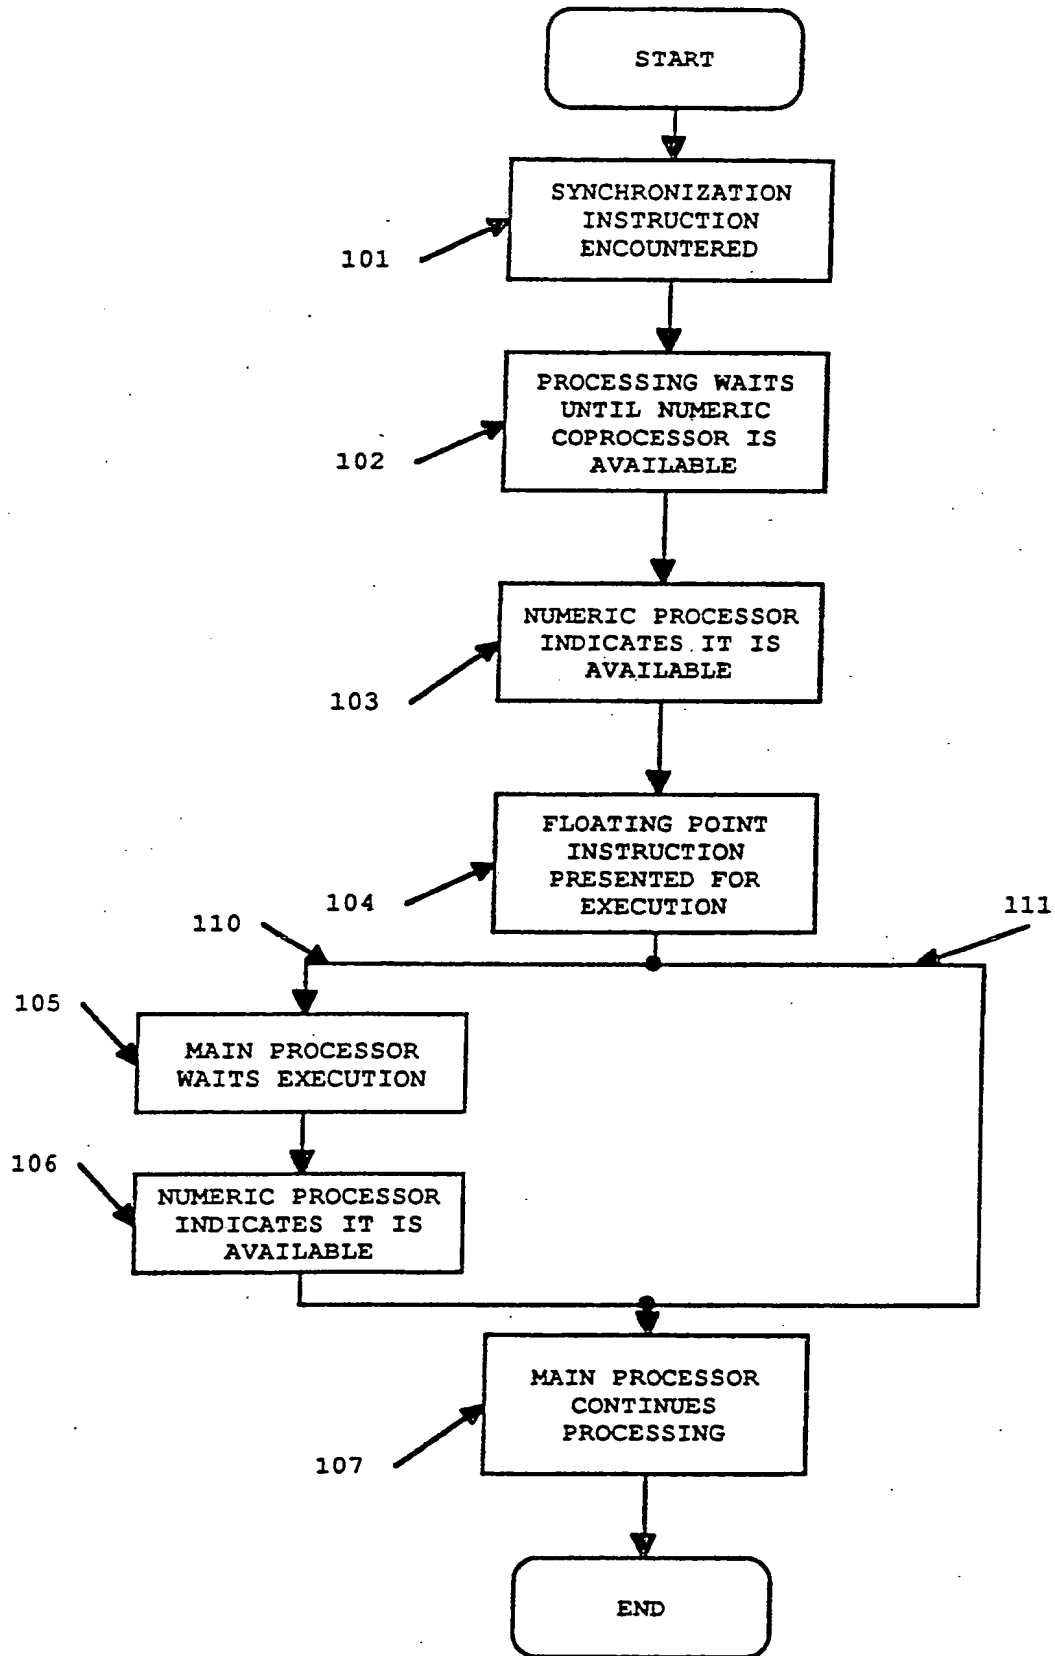 START
SYNCHRONIZATION
INSTRUCTION
ENCOUNTERED
101
PROCESSING WAITS
UNTIL NUMERIC
COPROCESSOR IS
AVAILABLE
102
NUMERIC PROCESSOR
INDICATES IT IS
AVAILABLE
103
FLOATING POINT
INSTRUCTION
PRESENTED FOR
EXECUTION
104
110
111
105
MAIN PROCESSOR
WAITS EXECUTION
106
NUMERIC PROCESSOR
INDICATES IT IS
AVAILABLE
MAIN PROCESSOR
CONTINUES
PROCESSING
107
END